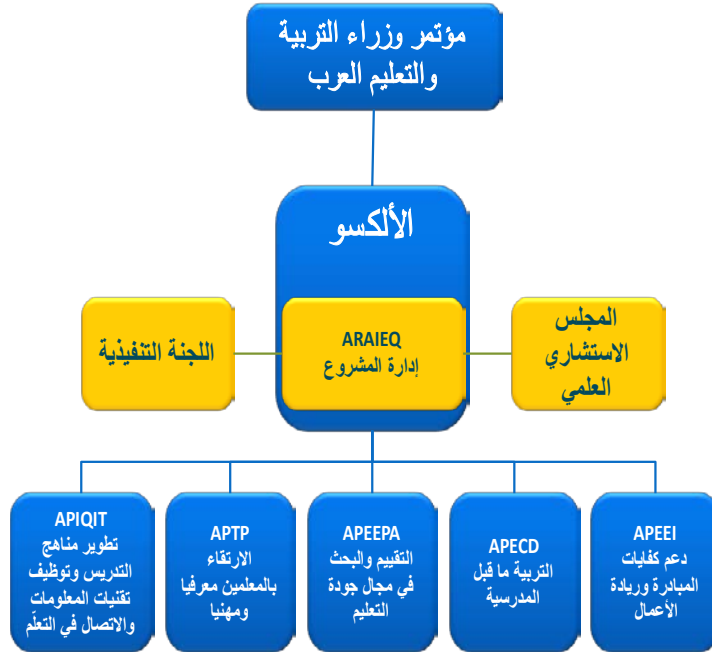 مؤتمر وزراء التربية
والتعليم العرب
الألكسو
المجلس
الاستشاري
العلمي
ARAIEQ
إدارة المشروع
اللجنة التنفيذية
APEEI
دعم كفايات
المبادرة وريادة
الأعمال
APECD
التربية ما قبل
المدرسية
APEEPA
التقييم والبحث
في مجال جودة
التعليم
APTP
الارتقاء
بالمعلمين معرفيا
ومهنيا
APIQIT
تطوير مناهج
التدريس وتوظيف
تقنيات المعلومات
والاتصال في التعلّم